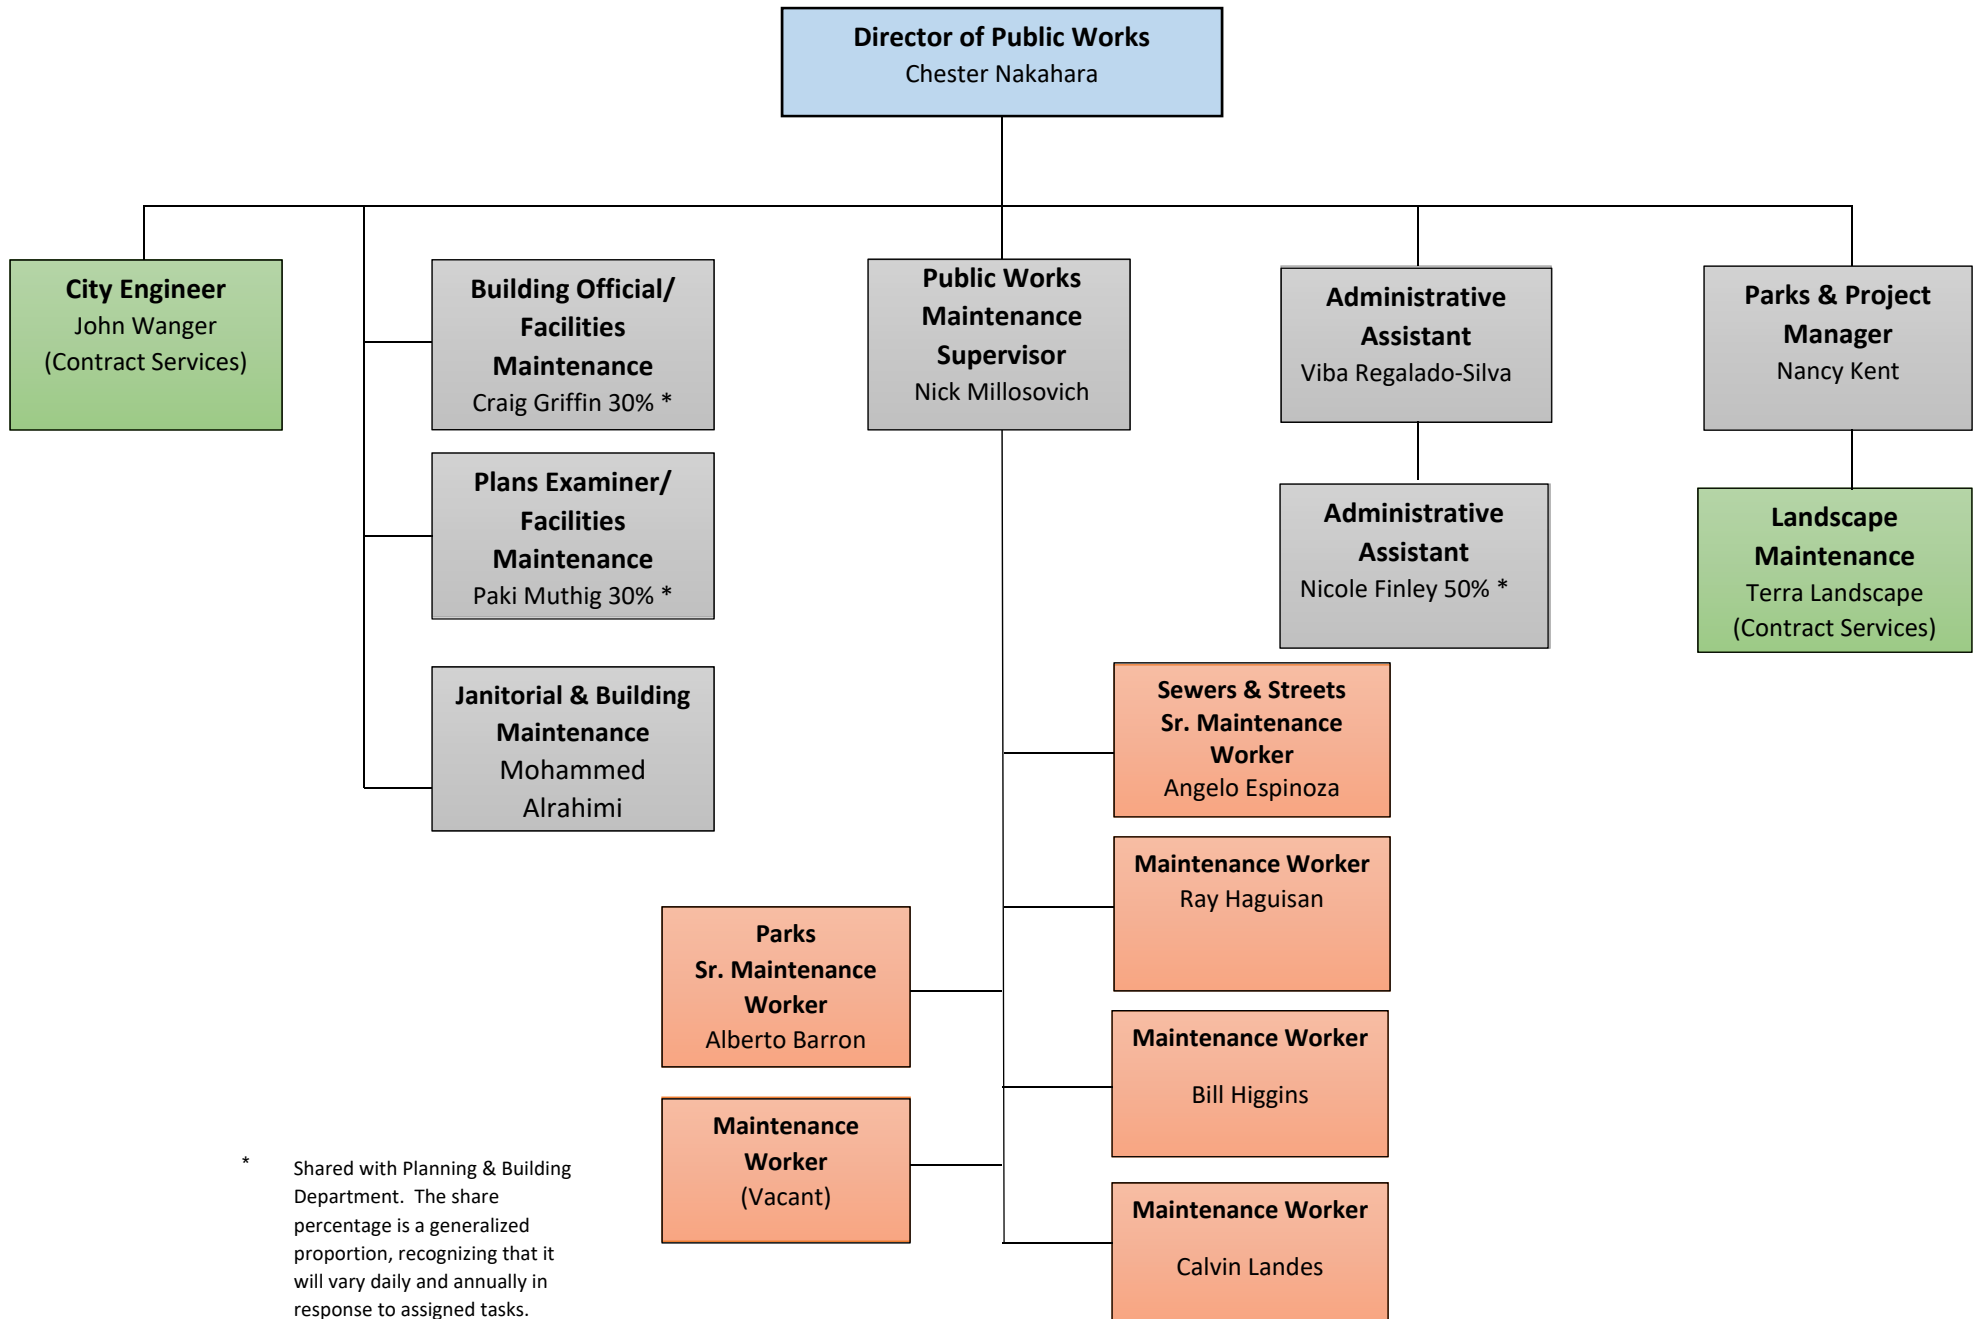 Director of Public Works
Chester Nakahara
City Engineer
John Wanger
(Contract Services)
Building Official/
Facilities
Maintenance
Craig Griffin 30% *
Plans Examiner/
Facilities
Maintenance
Paki Muthig 30% *
Janitorial & Building
Maintenance
Mohammed
Alrahimi
Public Works
Maintenance
Supervisor
Nick Millosovich
Administrative
Assistant
Viba Regalado-Silva
Administrative
Assistant
Nicole Finley 50% *
Parks & Project
Manager
Nancy Kent
Landscape
Maintenance
Terra Landscape
(Contract Services)
Sewers & Streets
Sr. Maintenance
Worker
Angelo Espinoza
Maintenance Worker
Ray Haguisan
Parks
Sr. Maintenance
Worker
Alberto Barron
Maintenance Worker
Bill Higgins
Maintenance
Worker
(Vacant)
Maintenance Worker
Calvin Landes
* Shared with Planning & Building
Department.  The share
percentage is a generalized
proportion, recognizing that it
will vary daily and annually in
response to assigned tasks.